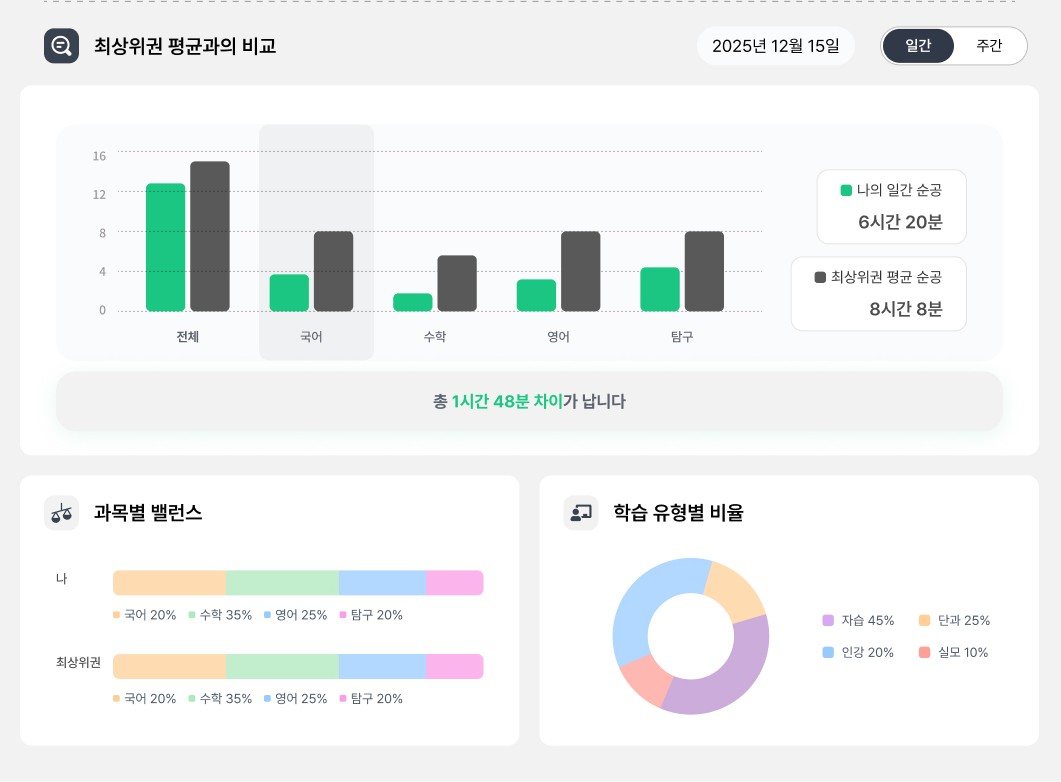 최상위권 평균과의 비교
2025년 12월 15일
일간 주간
16
12
8
4
0
전체 국어 수학 영어 탐구
나의 일간 순공
6시간 20분
최상위권 평균 순공
8시간 8분
총 1시간 48분 차이가 납니다
과목별 밸런스
나
국어 20% 수학 35% 영어 25% 탐구 20%
최상위권
국어 20% 수학 35% 영어 25% 탐구 20%
학습 유형별 비율
자습 45% 단과 25%
인강 20% 실모 10%